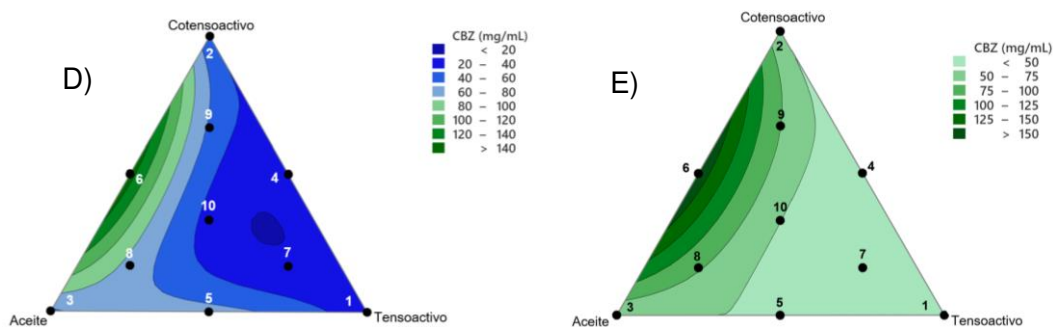 D)
Cotensoactivo
2
9
6
4
10
8
7
3
5
1
Aceite
Tensoactivo
CBZ (mg/mL)
< 20
20 – 40
40 – 60
60 – 80
80 – 100
100 – 120
120 – 140
> 140
E)
Cotensoactivo
2
9
6
4
10
8
7
3
5
1
Aceite
Tensoactivo
CBZ (mg/mL)
< 50
50 – 75
75 – 100
100 – 125
125 – 150
> 150